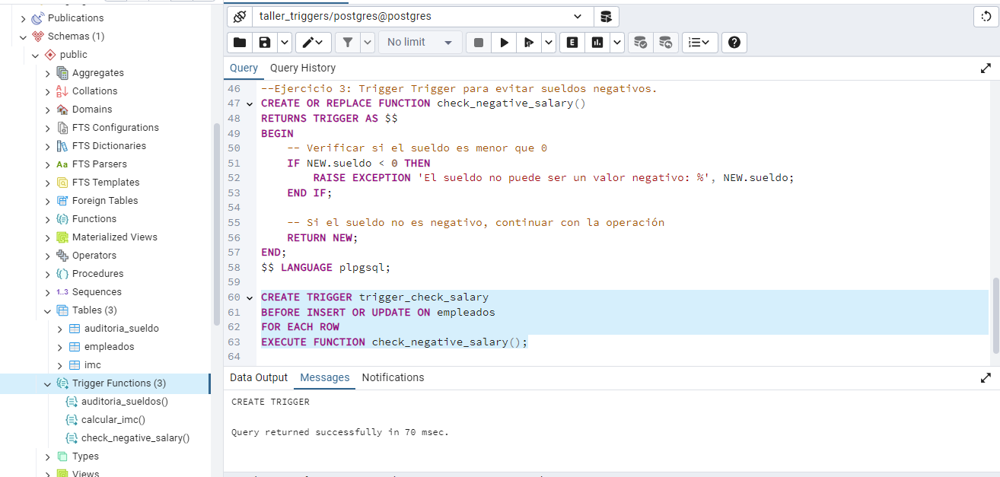 Publications
Schemas (1)
public
Aggregates
Collations
Domains
FTS Configurations
FTS Dictionaries
Aa FTS Parsers
FTS Templates
Foreign Tables
Functions
Materialized Views
Operators
Procedures
1..3 Sequences
Tables (3)
auditoria_sueldo
empleados
imc
Trigger Functions (3)
auditoria_sueldos()
calcular_imc()
check_negative_salary()
Types
Views
taller_triggers/postgres@postgres
No limit
E
Query Query History
46 --Ejercicio 3: Trigger Trigger para evitar sueldos negativos.
47 CREATE OR REPLACE FUNCTION check_negative_salary()
48 RETURNS TRIGGER AS $$
49 BEGIN
50 -- Verificar si el sueldo es menor que 0
51 IF NEW.sueldo < 0 THEN
52 RAISE EXCEPTION 'El sueldo no puede ser un valor negativo: %', NEW.sueldo;
53 END IF;
54
55 -- Si el sueldo no es negativo, continuar con la operación
56 RETURN NEW;
57 END;
58 $$ LANGUAGE plpgsql;
59
60 CREATE TRIGGER trigger_check_salary
61 BEFORE INSERT OR UPDATE ON empleados
62 FOR EACH ROW
63 EXECUTE FUNCTION check_negative_salary();
64
Data Output Messages Notifications
CREATE TRIGGER
Query returned successfully in 70 msec.